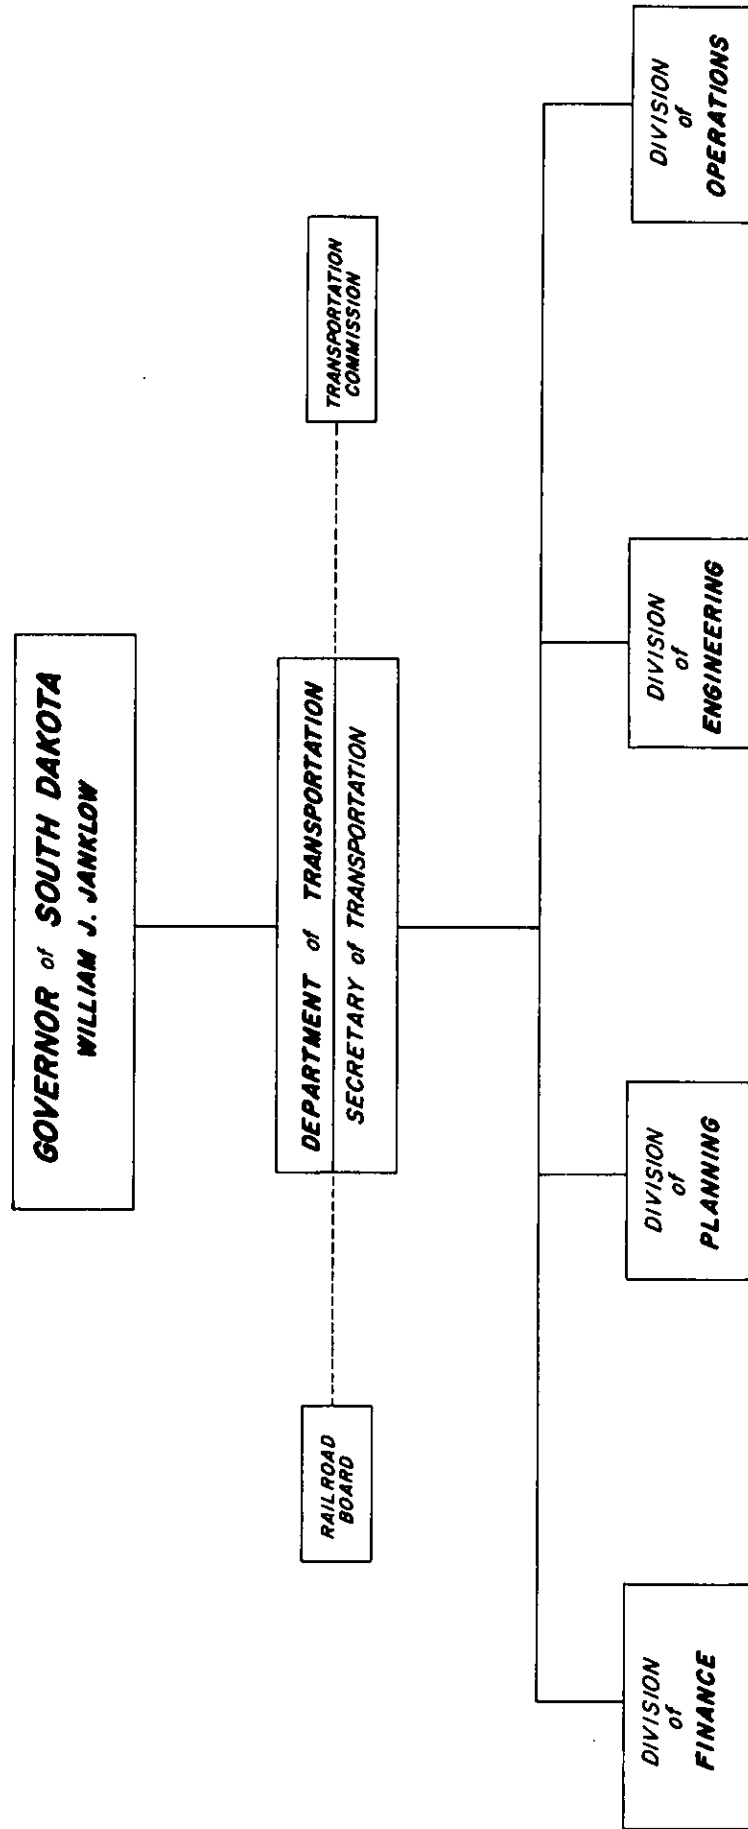 GOVERNOR of SOUTH DAKOTA
WILLIAM J. JANKLOW
RAILROAD
BOARD
DEPARTMENT of TRANSPORTATION
SECRETARY of TRANSPORTATION
TRANSPORTATION
COMMISSION
DIVISION
of
FINANCE
DIVISION
of
PLANNING
DIVISION
of
ENGINEERING
DIVISION
of
OPERATIONS